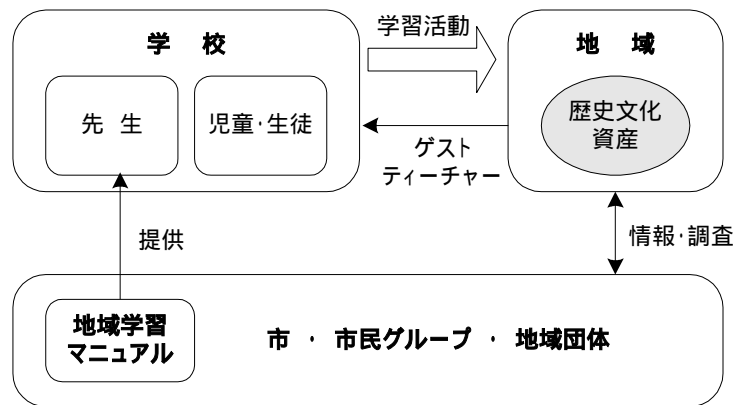 学 校
学習活動
地 域
先 生
児童・生徒
歴史文化
資産
ゲスト
ティーチャー
提供
情報・調査
地域学習
マニュアル
市 ・ 市民グループ ・ 地域団体